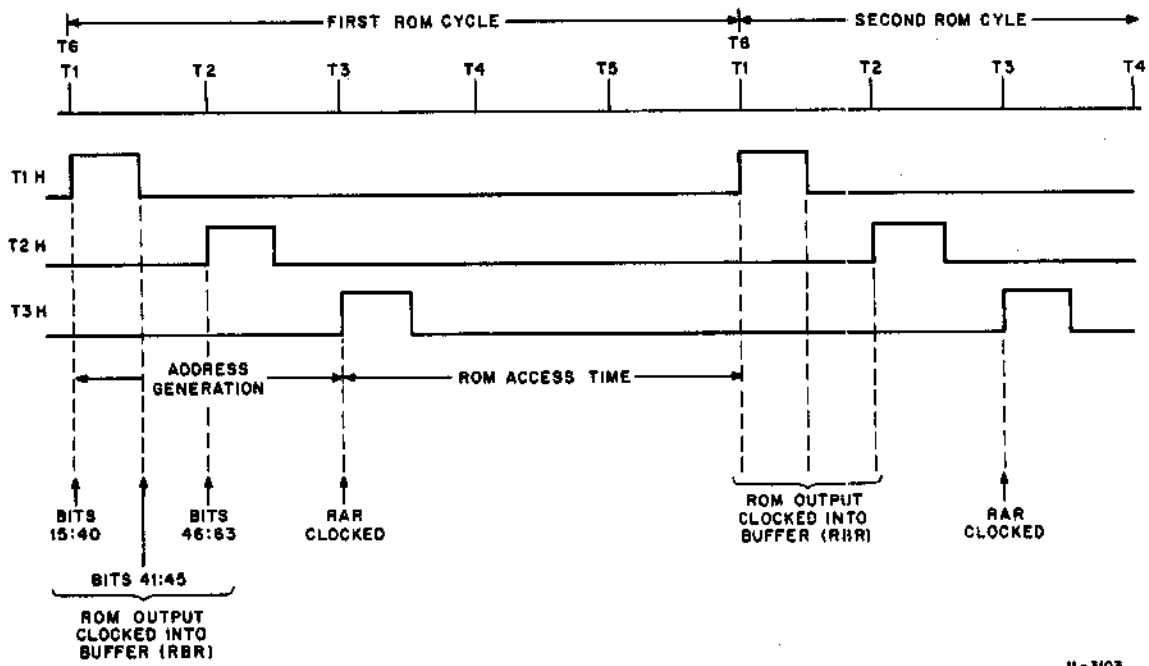 FIRST ROM CYCLE
SECOND ROM CYLE
T6
T6
T1
T2
T3
T4
T5
T1
T2
T3
T4
T1 H
T2 H
T3 H
ADDRESS
GENERATION
ROM ACCESS TIME
BITS
15:40
BITS
46:63
RAR
CLOCKED
ROM OUTPUT
CLOCKED INTO
BUFFER (RBR)
RAR
CLOCKED
BITS 41:45
ROM OUTPUT
CLOCKED INTO
BUFFER (RBR)
11-3103